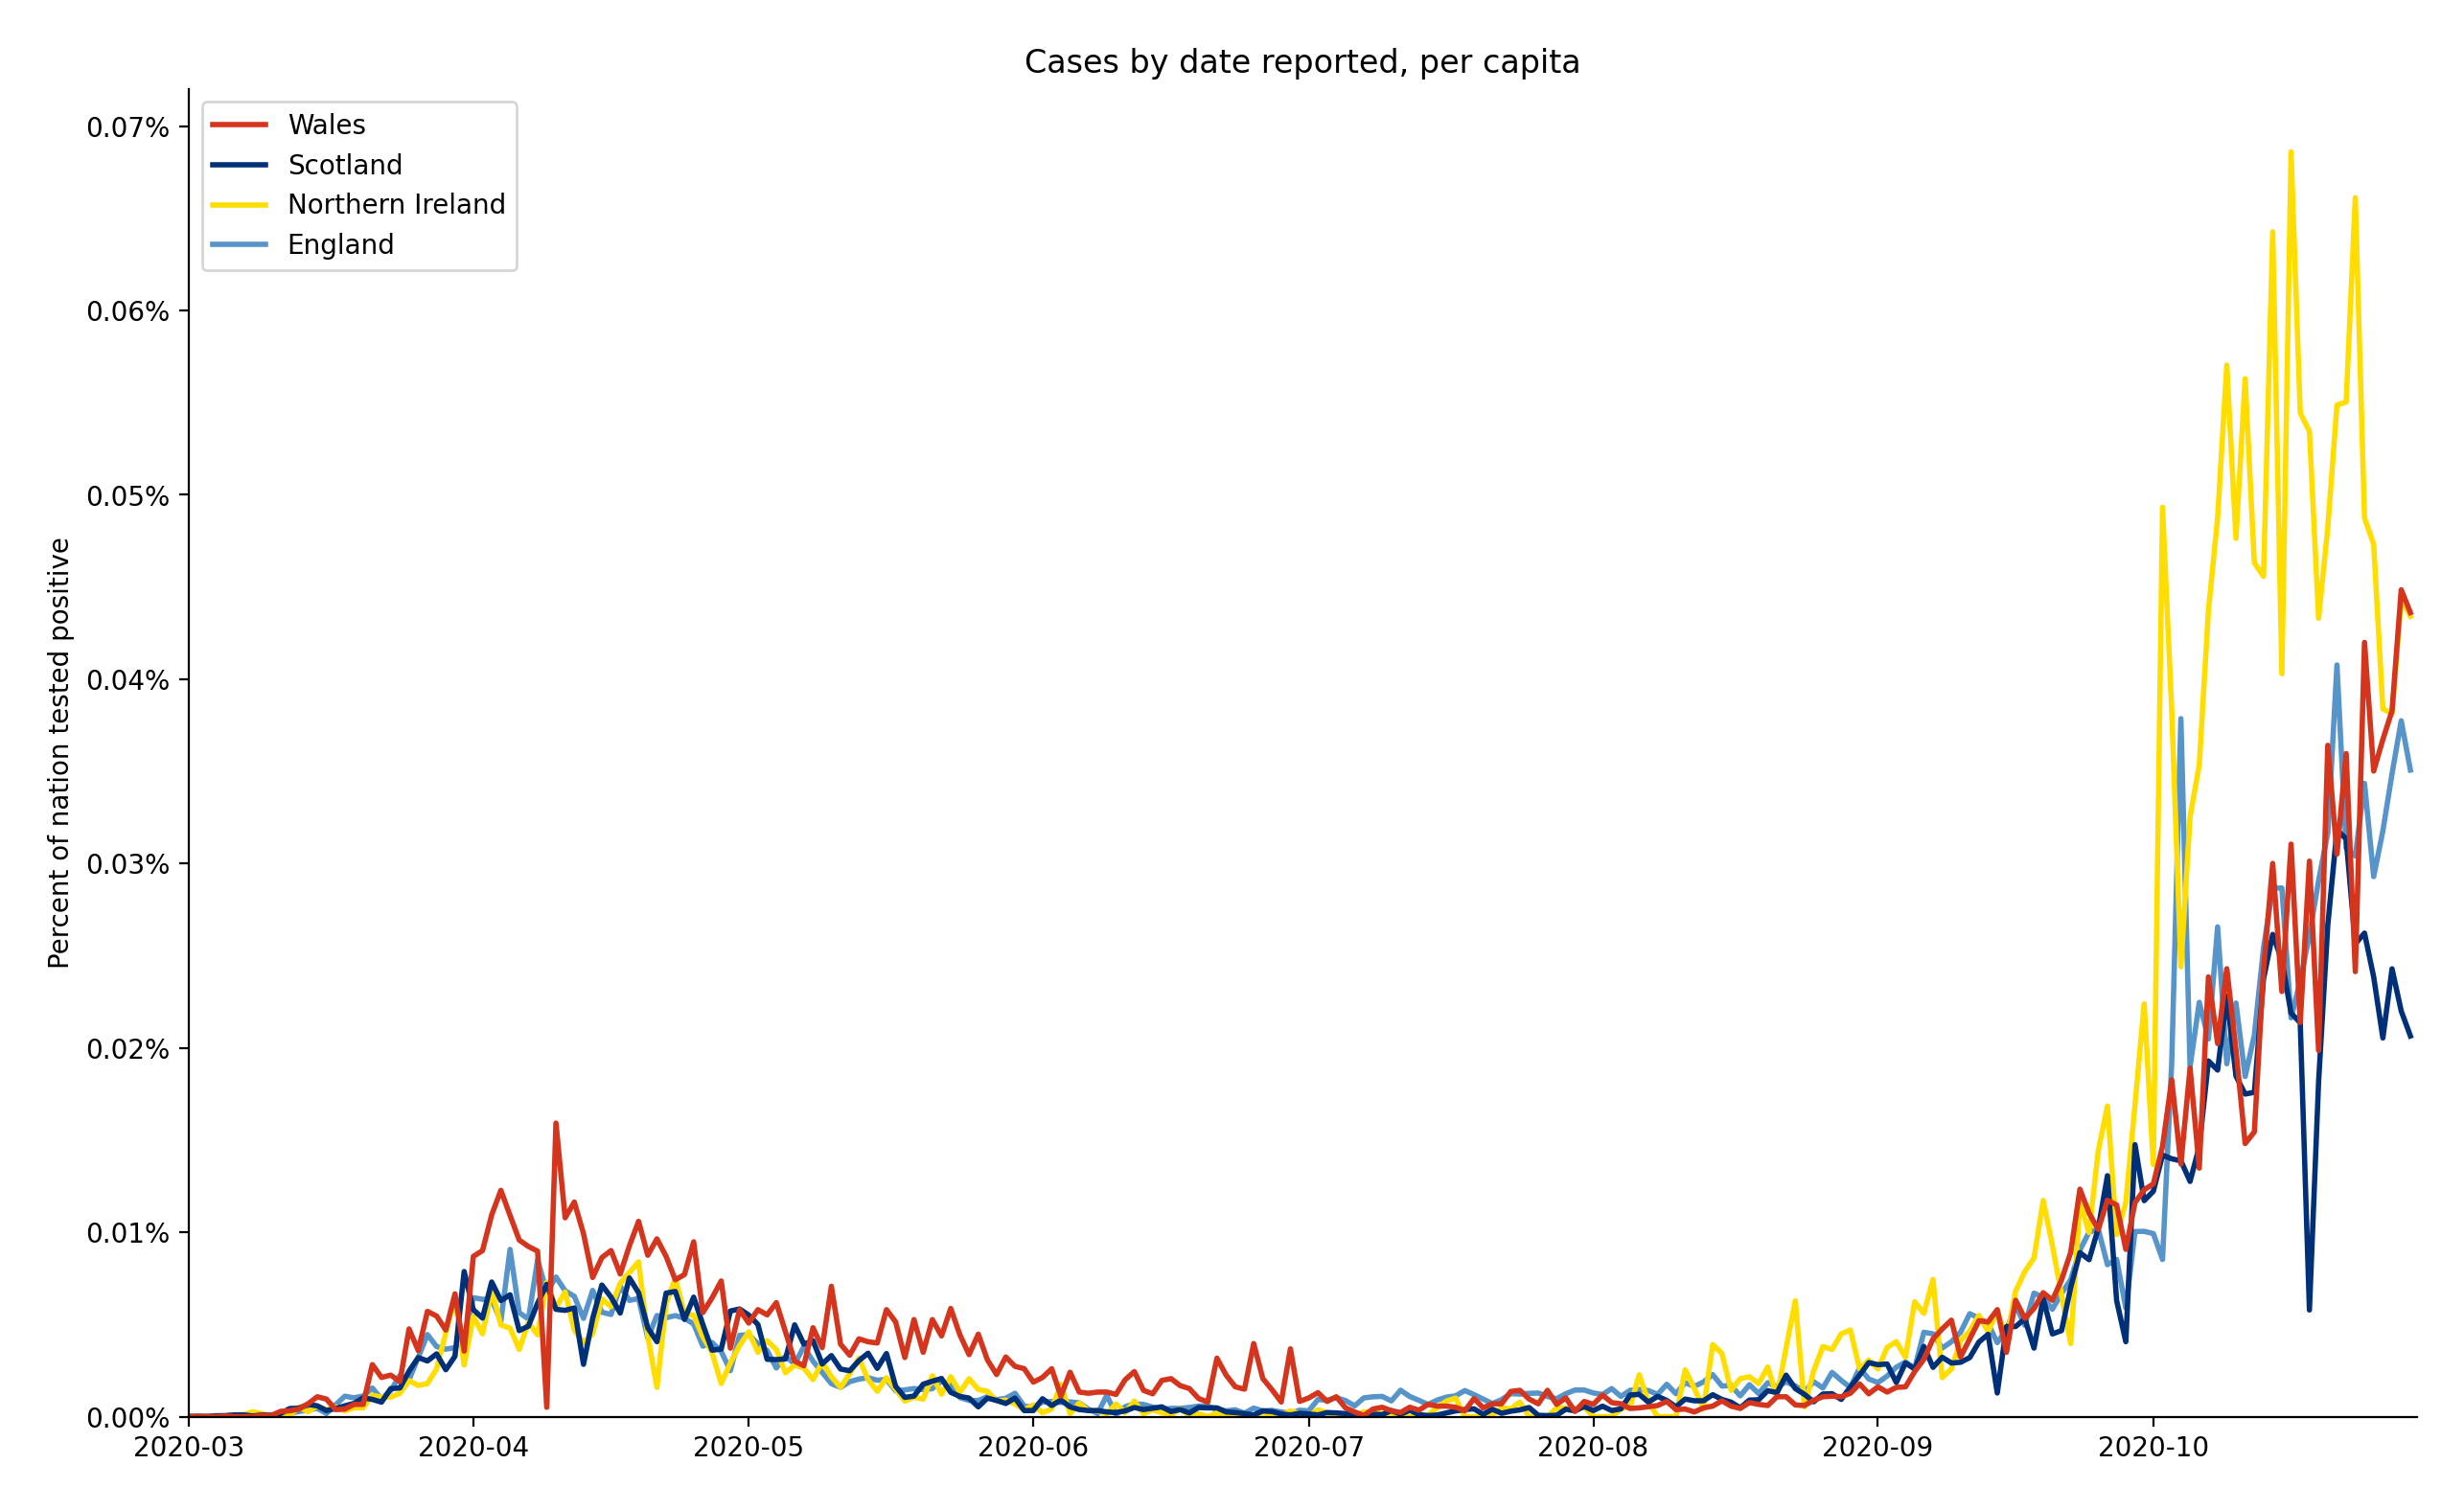 Cases by date reported, per capita
Wales
Scotland
Northern Ireland
England
Percent of nation tested positive
0.07%
0.06%
0.05%
0.04%
0.03%
0.02%
0.01%
0.00%
2020-03 2020-04 2020-05 2020-06 2020-07 2020-08 2020-09 2020-10